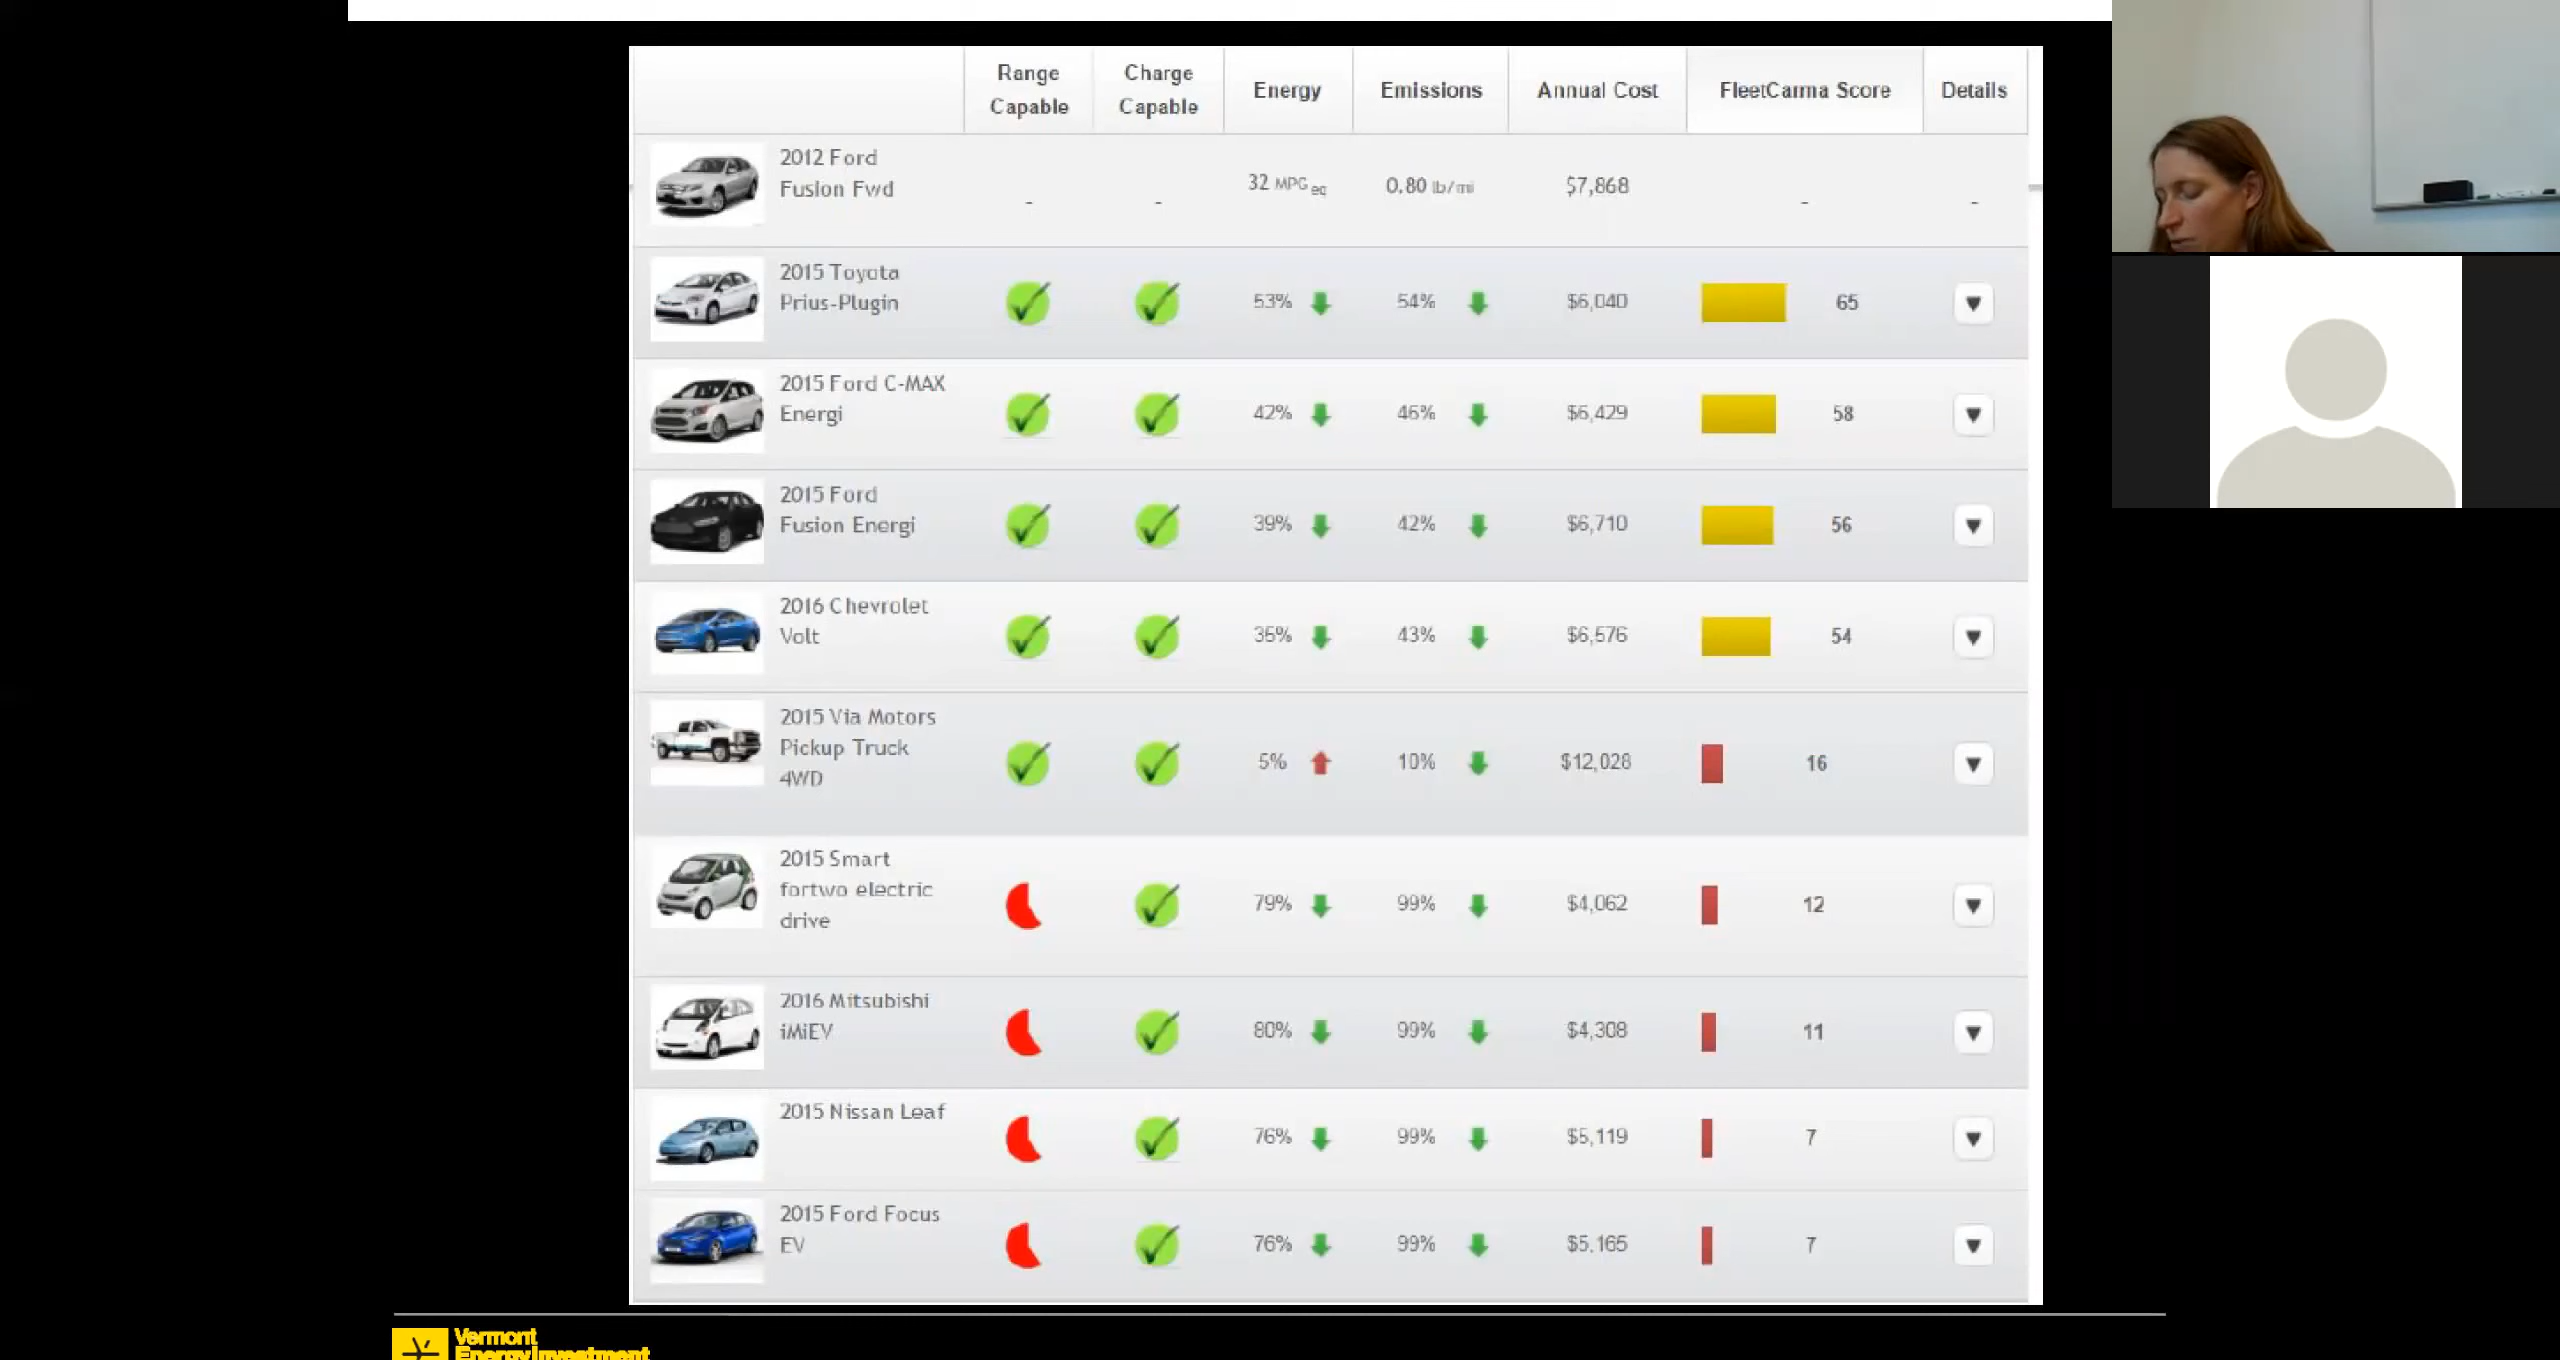 Range
Capable
Charge
Capable
Energy
Emissions
Annual Cost
FleetCarma Score
Details
2012 Ford
Fusion Fwd
-
-
32 MPG eq
0.80 lb/mi
$7,868
-
-
2015 Toyota
Prius-Plugin
53%
54%
$6,040
65
2015 Ford C-MAX
Energi
42%
46%
$6,429
58
2015 Ford
Fusion Energi
39%
42%
$6,710
56
2016 Chevrolet
Volt
35%
43%
$6,576
54
2015 Via Motors
Pickup Truck
4WD
5%
10%
$12,028
16
2015 Smart
fortwo electric
drive
79%
99%
$4,062
12
2016 Mitsubishi
iMiEV
80%
99%
$4,308
11
2015 Nissan Leaf
76%
99%
$5,119
7
2015 Ford Focus
EV
76%
99%
$5,165
7
Vermont
Energy Investment